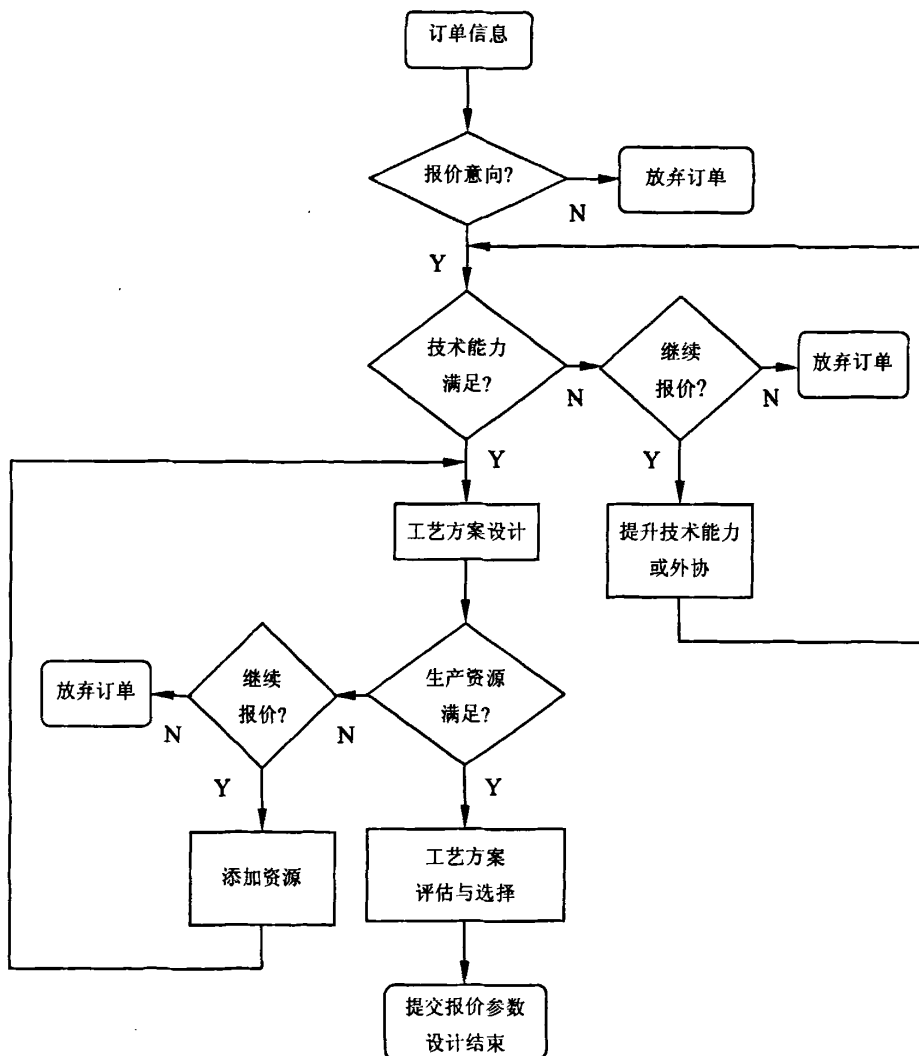 订单信息
报价意向?
放弃订单
N
Y
技术能力
满足?
N
继续
报价?
N
放弃订单
Y
Y
工艺方案设计
提升技术能力
或外协
放弃订单
N
继续
报价?
N
生产资源
满足?
Y
Y
添加资源
工艺方案
评估与选择
提交报价参数
设计结束